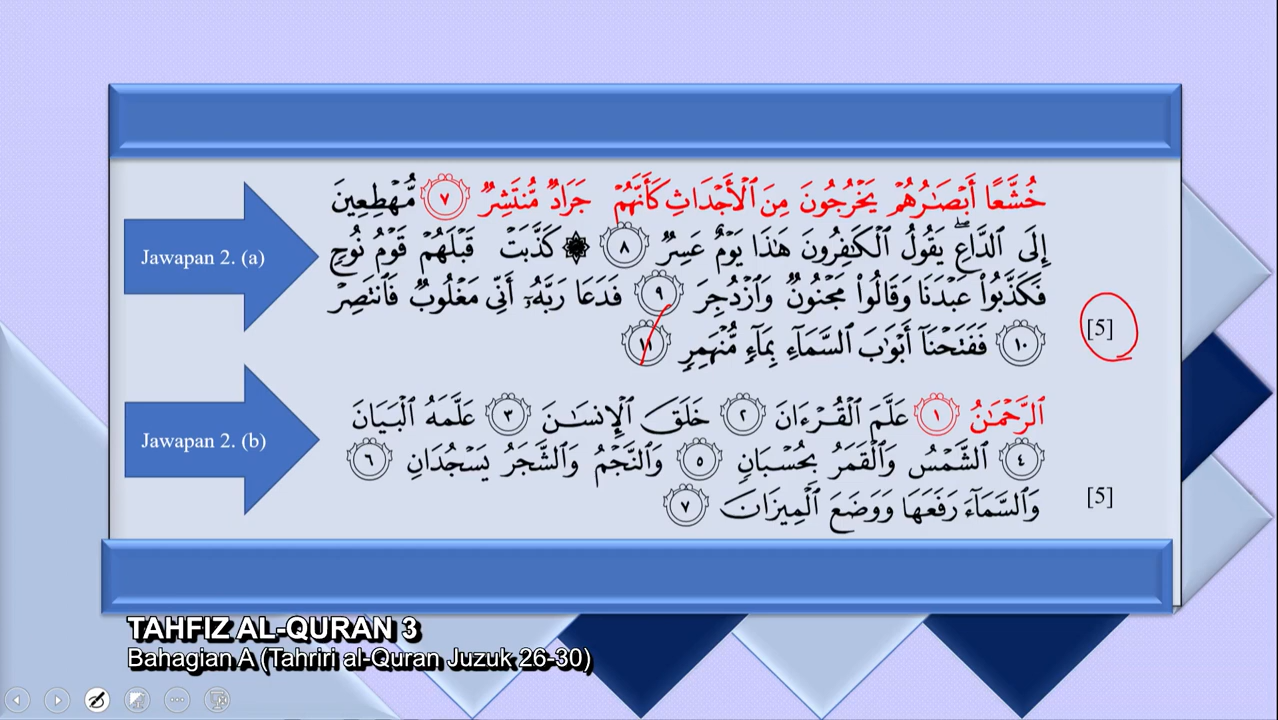 خُشَّعًا أَبْصَٰرُهُمْ يَخْرُجُونَ مِنَ ٱلْأَجْدَاثِ كَأَنَّهُمْ جَرَادٌ مُّنتَشِرٌ ٧ مُّهْطِعِينَ
Jawapan 2. (a)
إِلَى ٱلدَّاعِۖ يَقُولُ ٱلْكَٰفِرُونَ هَٰذَا يَوْمٌ عَسِرٌ ٨ ۞ كَذَّبَتْ قَبْلَهُمْ قَوْمُ نُوحٍ
فَكَذَّبُوا۟ عَبْدَنَا وَقَالُوا۟ مَجْنُونٌ وَٱزْدُجِرَ ٩ فَدَعَا رَبَّهُۥٓ أَنِّى مَغْلُوبٌ فَٱنتَصِرْ
[5]
١٠ فَفَتَحْنَآ أَبْوَٰبَ ٱلسَّمَآءِ بِمَآءٍ مُّنْهَمِرٍ ١١
ٱلرَّحْمَٰنُ ١ عَلَّمَ ٱلْقُرْءَانَ ٢ خَلَقَ ٱلْإِنسَٰنَ ٣ عَلَّمَهُ ٱلْبَيَانَ
Jawapan 2. (b)
٤ ٱلشَّمْسُ وَٱلْقَمَرُ بِحُسْبَانٍ ٥ وَٱلنَّجْمُ وَٱلشَّجَرُ يَسْجُدَانِ ٦
[5]
وَٱلسَّمَآءَ رَفَعَهَا وَوَضَعَ ٱلْمِيزَانَ ٧
TAHFIZ AL-QURAN 3
Bahagian A (Tahriri al-Quran Juzuk 26-30)